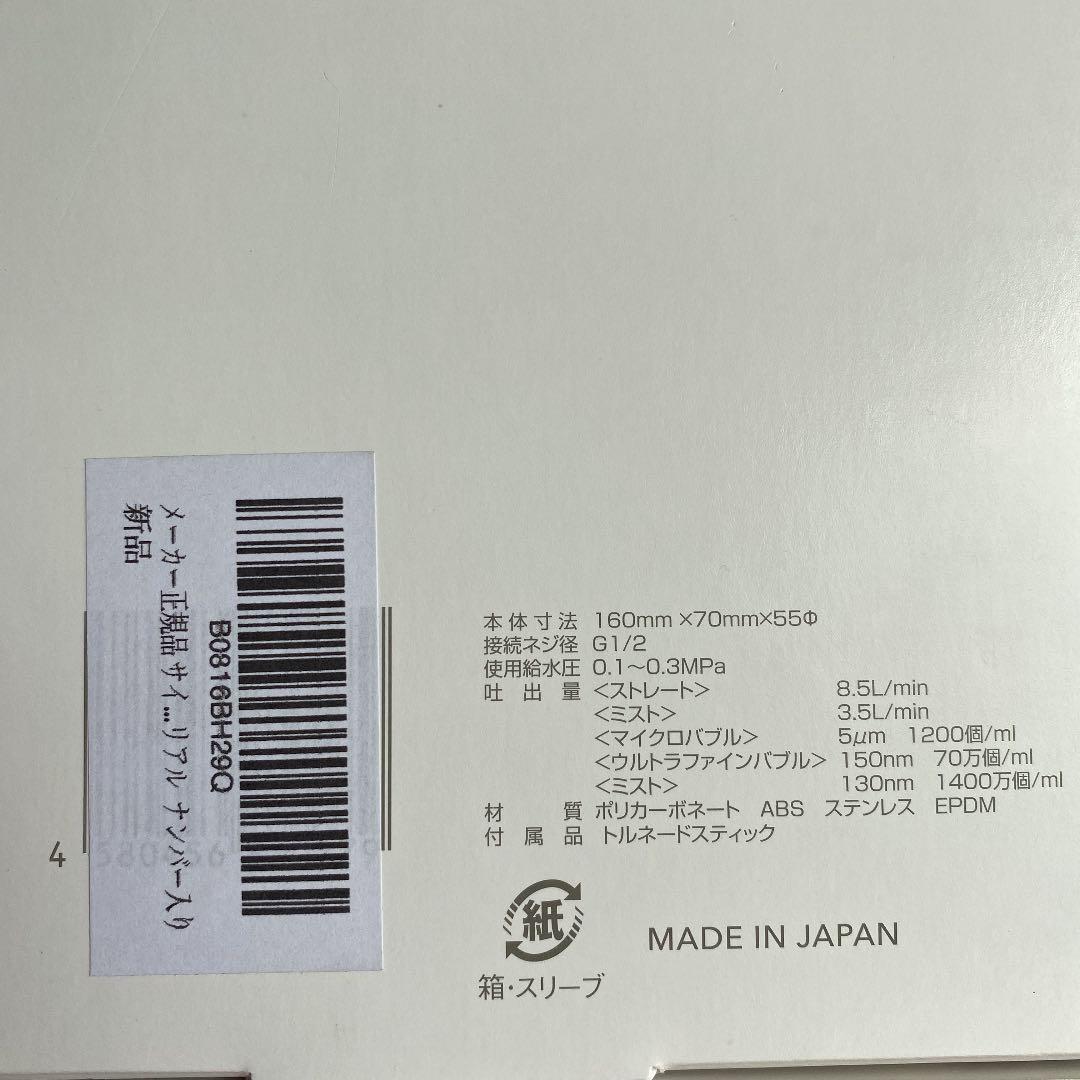 B0816BH29Q
メーカー正規品 サイ...リアル ナンバー入り
新品
4
本体寸法 160mm×70mm×55Φ
接続ネジ径 G1/2
使用給水圧 0.1〜0.3MPa
吐出量 <ストレート> 8.5L/min
<ミスト> 3.5L/min
<マイクロバブル> 5μm 1200個/ml
<ウルトラファインバブル> 150nm 70万個/ml
<ミスト> 130nm 1400万個/ml
材質 ポリカーボネート ABS ステンレス EPDM
付属品 トルネードスティック
紙
箱・スリーブ
MADE IN JAPAN